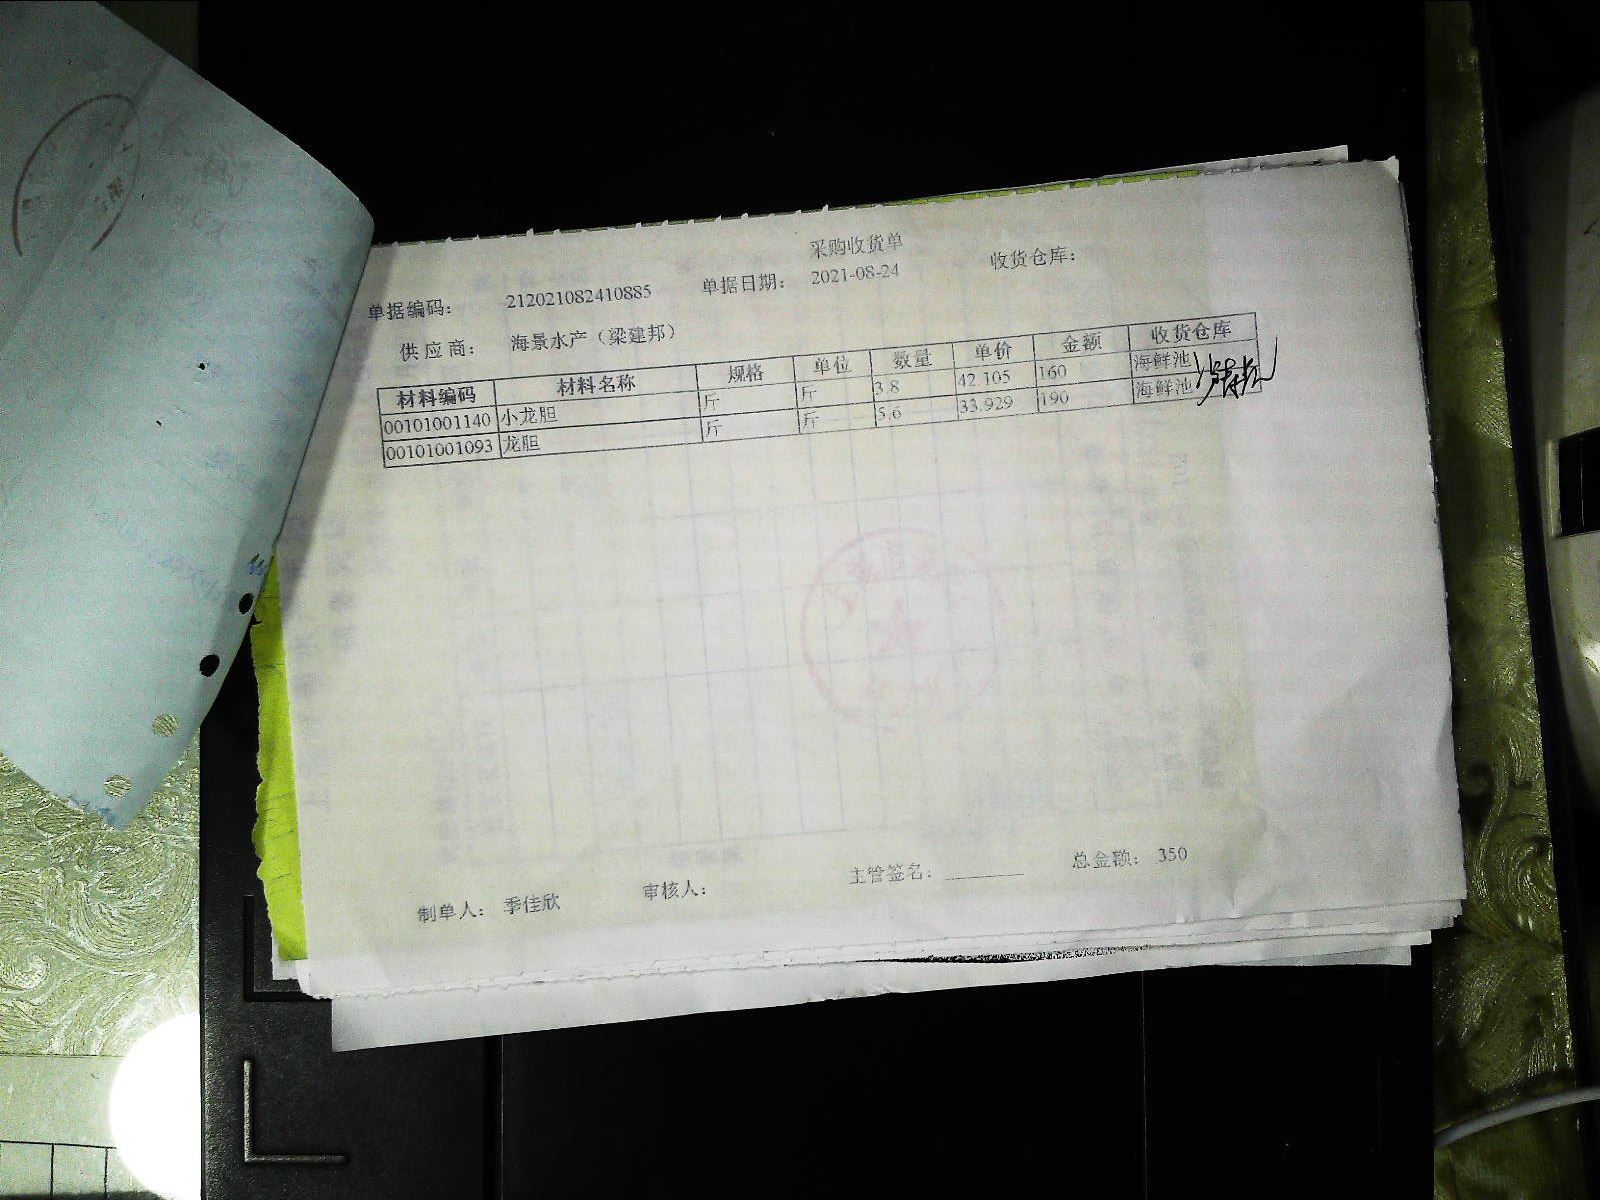 采购收货单
单据编码： 212021082410885 单据日期： 2021-08-24 收货仓库：
供应商： 海景水产（梁建邦）
材料编码 材料名称 规格 单位 数量 单价 金额 收货仓库
00101001140 小龙胆 斤 斤 3.8 42.105 160 海鲜池
00101001093 龙胆 斤 斤 5.6 33.929 190 海鲜池
制单人： 季佳欣 审核人： 主管签名： 总金额： 350